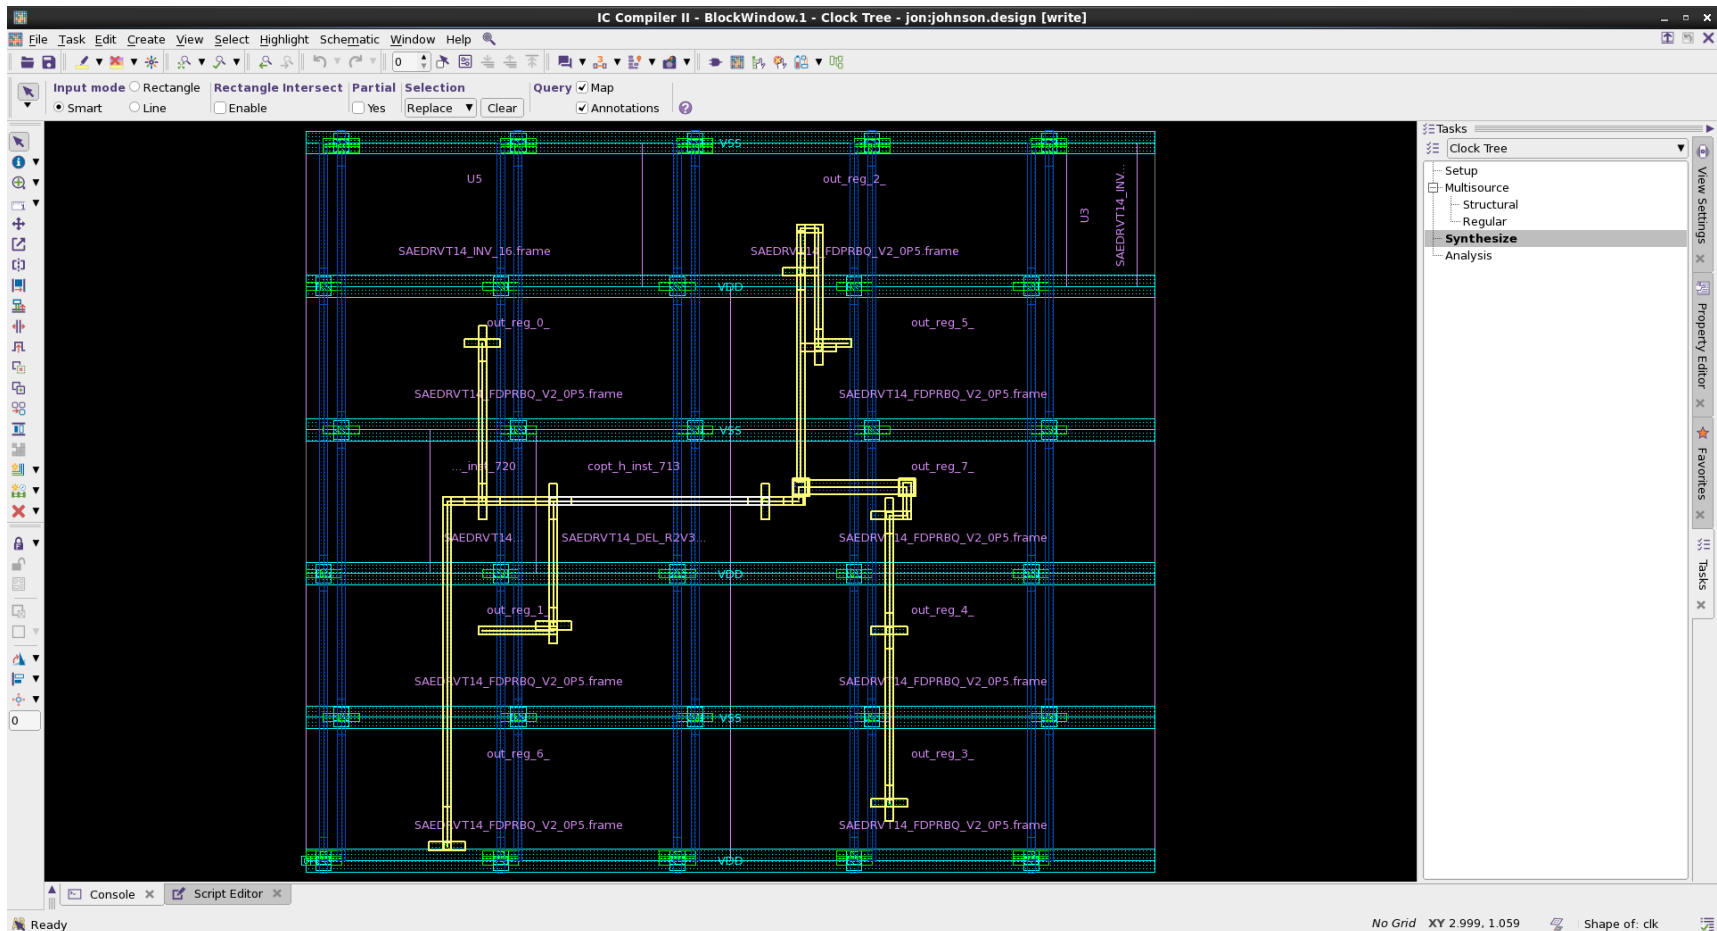 IC Compiler II - BlockWindow.1 - Clock Tree - jon:johnson.design [write]
File Task Edit Create View Select Highlight Schematic Window Help
0
Input mode Rectangle Rectangle Intersect Partial Selection Query Map
Smart Line Enable Yes Replace Clear Annotations
Tasks
Clock Tree
Setup
Multisource
Structural
Regular
Synthesize
Analysis
View Settings
Property Editor
Favorites
Tasks
VSS
U5 out_reg_2_
U3
SAEDRVT14_INV...
SAEDRVT14_INV_16.frame SAEDRVT14_FDPRBQ_V2_0P5.frame
VDD
out_reg_0_ out_reg_5_
SAEDRVT14_FDPRBQ_V2_0P5.frame SAEDRVT14_FDPRBQ_V2_0P5.frame
VSS
..._inst_720 copt_h_inst_713 out_reg_7_
SAEDRVT14... SAEDRVT14_DEL_R2V3... SAEDRVT14_FDPRBQ_V2_0P5.frame
VDD
out_reg_1_ out_reg_4_
SAEDRVT14_FDPRBQ_V2_0P5.frame SAEDRVT14_FDPRBQ_V2_0P5.frame
VSS
out_reg_6_ out_reg_3_
SAEDRVT14_FDPRBQ_V2_0P5.frame SAEDRVT14_FDPRBQ_V2_0P5.frame
VDD
0
Console Script Editor
Ready No Grid XY 2.999, 1.059 Shape of: clk